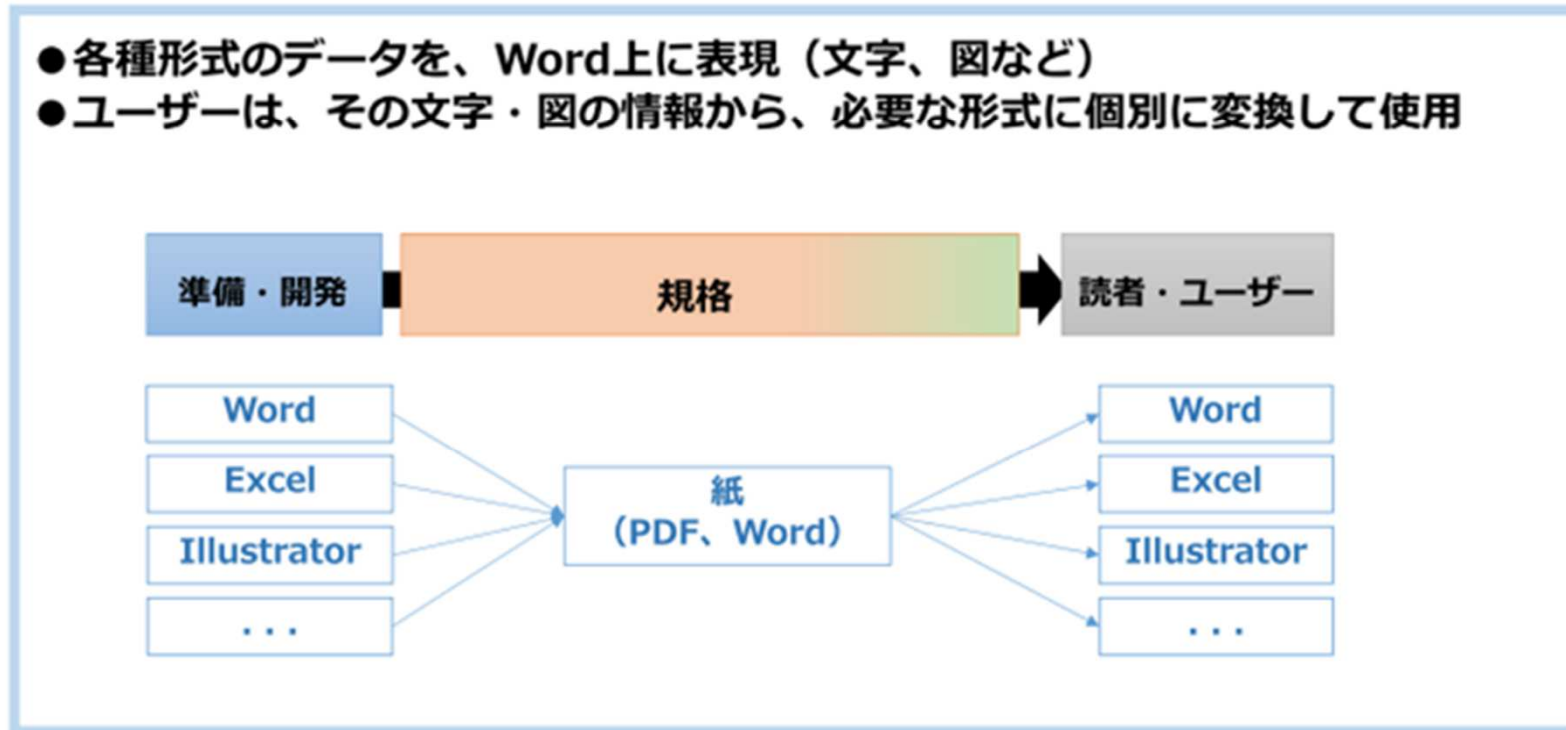 ●各種形式のデータを、Word上に表現（文字、図など）
●ユーザーは、その文字・図の情報から、必要な形式に個別に変換して使用
準備・開発
規格
読者・ユーザー
Word
Excel
Illustrator
...
紙
（PDF、Word）
Word
Excel
Illustrator
...